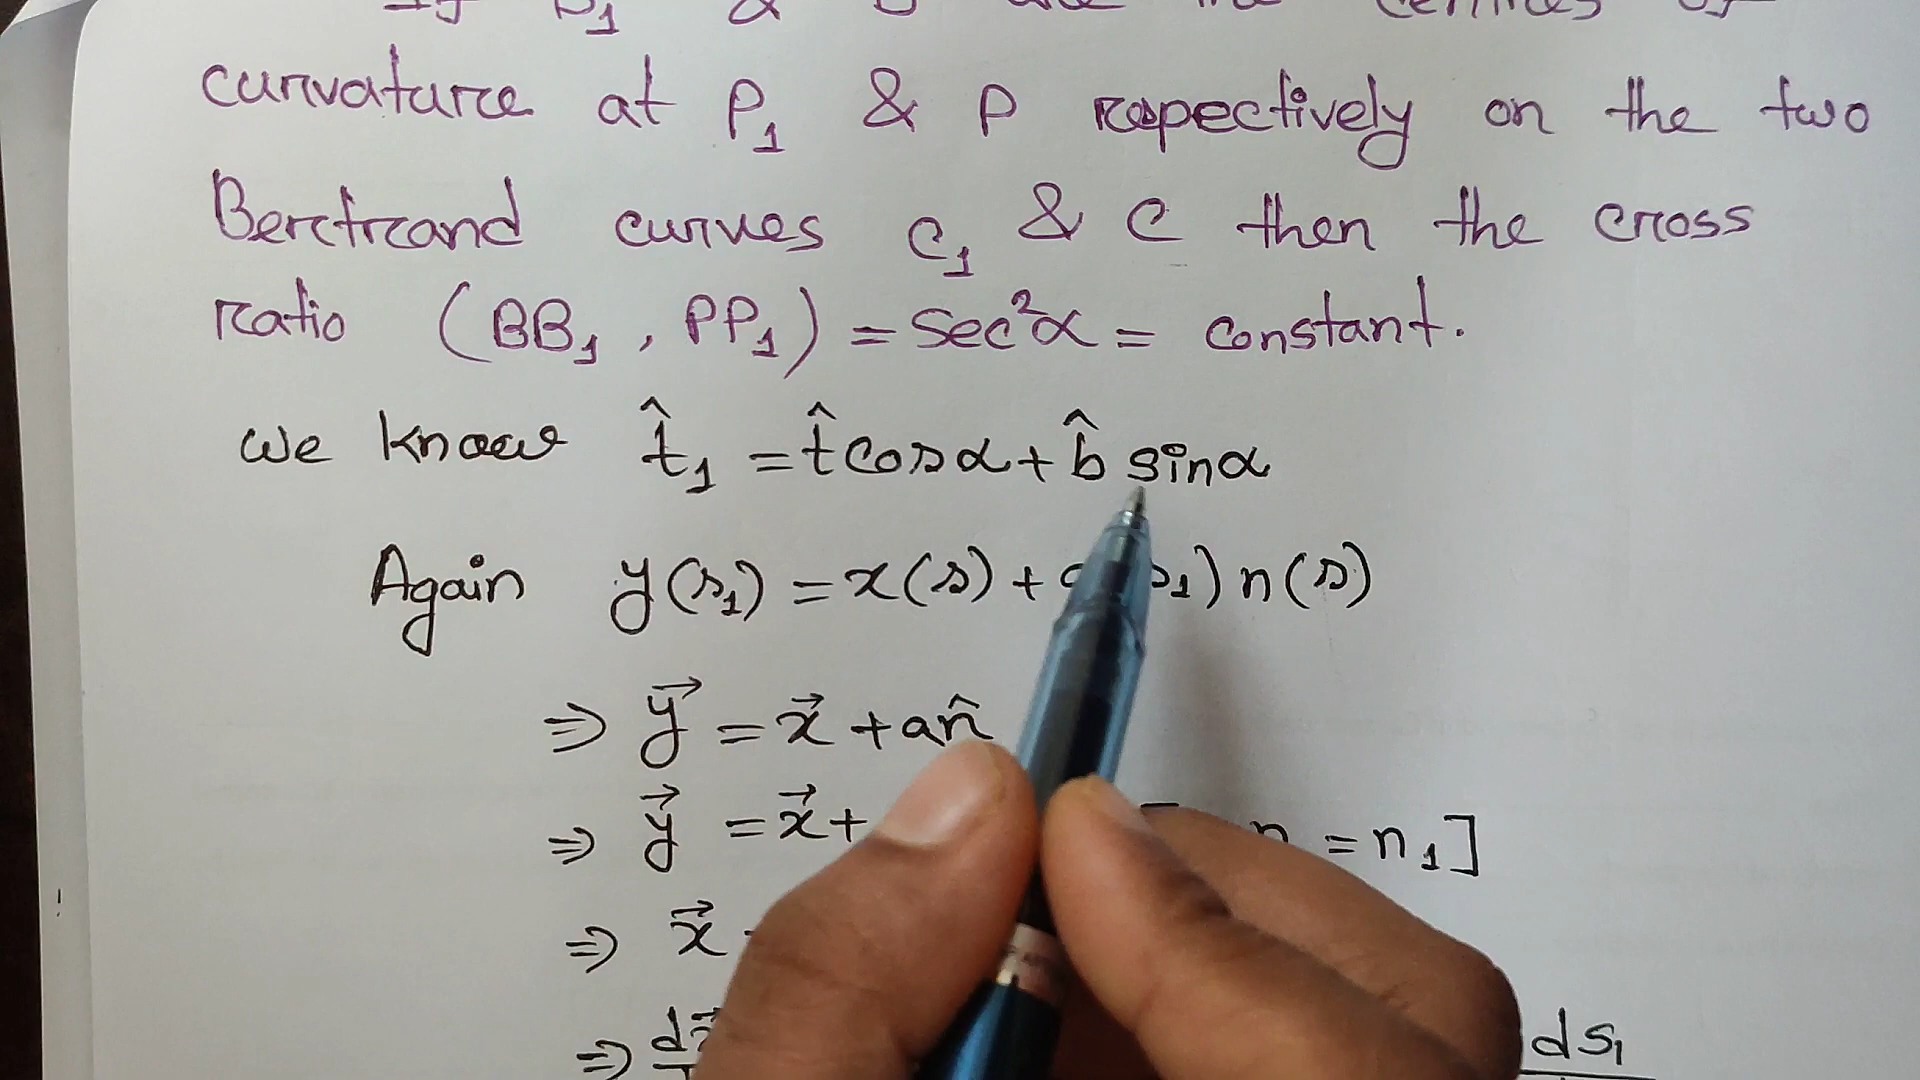 curvature at P₁ & P respectively on the two
Bertrand curves C₁ & C then the cross
ratio (BB₁, PP₁) = Sec²α = constant.
we know t̂₁ = t̂ cosα + b̂ sinα
Again y(s₁) = x(s) + n(s)
⇒ y⃗ = x⃗ + an̂
⇒ y⃗ = x⃗ + n = n₁]
⇒ x⃗
⇒ ds₁